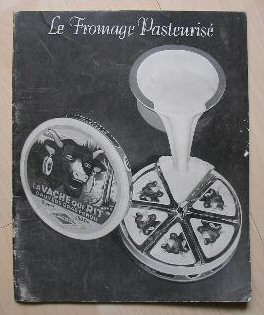 Le Fromage Pasteurisé
LA VACHE QUI RIT